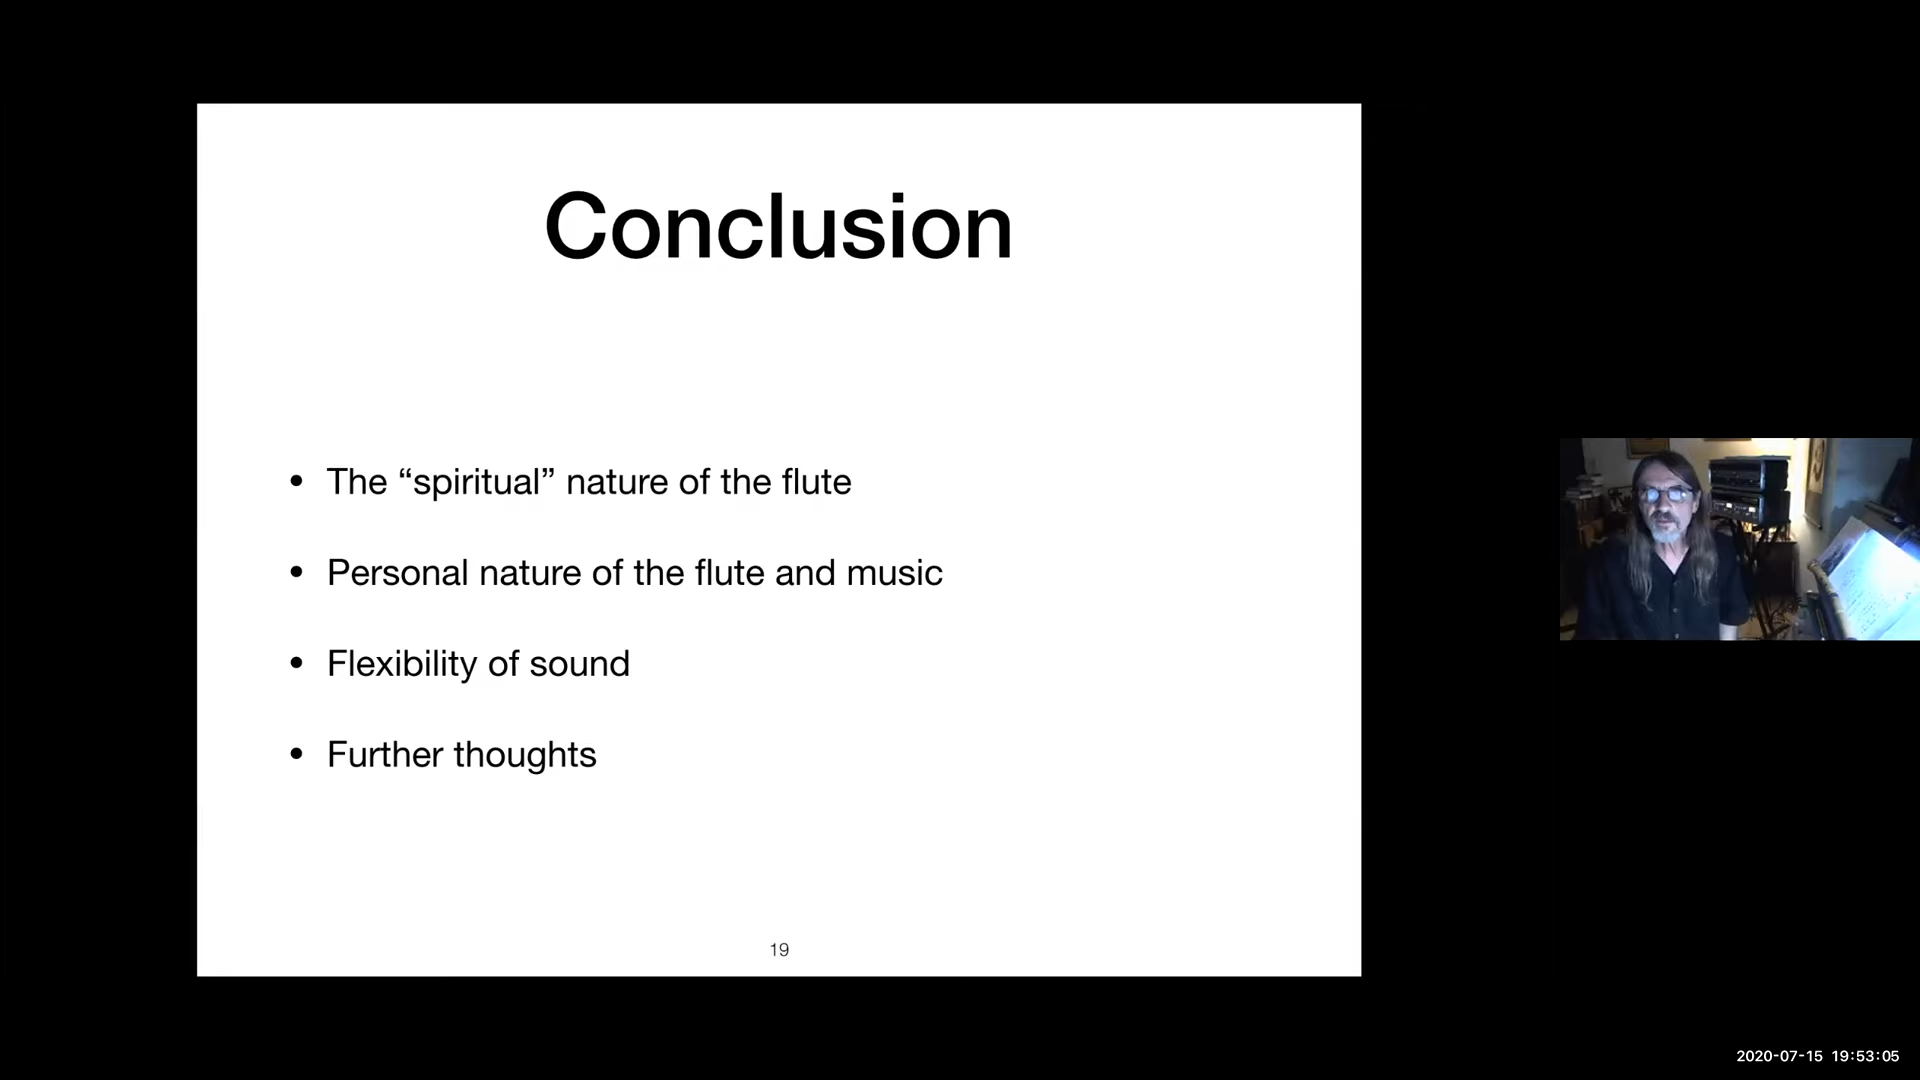 Conclusion
• The “spiritual” nature of the flute
• Personal nature of the flute and music
• Flexibility of sound
• Further thoughts
19
2020-07-15 19:53:05